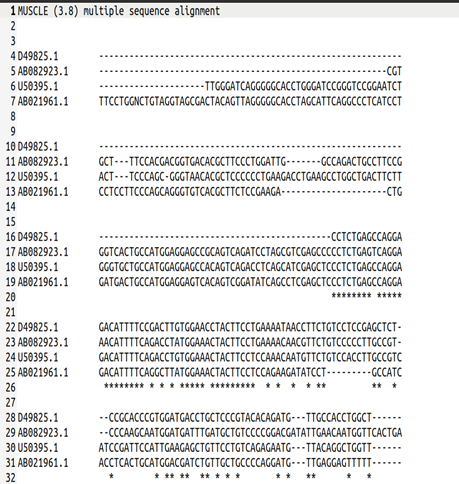 1 MUSCLE (3.8) multiple sequence alignment
2
3
4 D49825.1 ------------------------------------------------------------
5 AB082923.1 ---------------------------------------------------------CGT
6 U50395.1 ---------------------TTGGGATCAGGGGGCACCTGGGATCCGGGTCCGGAATCT
7 AB021961.1 TTCCTGGNCTGTAGGTAGCGACTACAGTTAGGGGGCACCTAGCATTCAGGCCCTCATCCT
8
9
10 D49825.1 ------------------------------------------------------------
11 AB082923.1 GCT---TTCCACGACGGTGACACGCTTCCCTGGATTG-------GCCAGACTGCCTTCCG
12 U50395.1 ACT---TCCCAGC-GGGTAACACGCTCCCCCCTGAAGACCTGAAGCCTGGCTGACTTCTT
13 AB021961.1 CCTCCTTCCCAGCAGGGTGTCACGCTTCTCCGAAGA---------------------CTG
14
15
16 D49825.1 ----------------------------------------------CCTCTGAGCCAGGA
17 AB082923.1 GGTCACTGCCATGGAGGAGCCGCAGTCAGATCCTAGCGTCGAGCCCCCTCTGAGTCAGGA
18 U50395.1 GGGTGCTGCCATGGAGGAGCCACAGTCAGACCTCAGCATCGAGCTCCCTCTGAGCCAGGA
19 AB021961.1 GATGACTGCCATGGAGGAGTCACAGTCGGATATCAGCCTCGAGCTCCCTCTGAGCCAGGA
20 ******** *****
21
22 D49825.1 GACATTTTCCGACTTGTGGAACCTACTTCCTGAAAATAACCTTCTGTCCTCCGAGCTCT-
23 AB082923.1 AACATTTTCAGACCTATGGAAACTACTTCCTGAAAACAACGTTCTGTCCCCCTTGCCGT-
24 U50395.1 GACATTTTCAGACCTGTGGAAACTACTTCCTCCAAACAATGTTCTGTCCACCTTGCCGTC
25 AB021961.1 GACATTTTCAGGCTTATGGAAACTACTTCCTCCAGAAGATATCCT---------GCCATC
26 ******** * * * ***** ********* * * * * ** ** *
27
28 D49825.1 --CCGCACCCGTGGATGACCTGCTCCCGTACACAGATG---TTGCCACCTGGCT------
29 AB082923.1 --CCCAAGCAATGGATGATTTGATGCTGTCCCCGGACGATATTGAACAATGGTTCACTGA
30 U50395.1 ATCCGATTCCATTGAAGAGCTGTTCCTGTCAGAGAATG---TTACAGGCTGGTT------
31 AB021961.1 ACCTCACTGCATGGACGATCTGTTGCTGCCCCAGGATG---TTGAGGAGTTTTT------
32 * * ** ** ** * * * * * ** * *